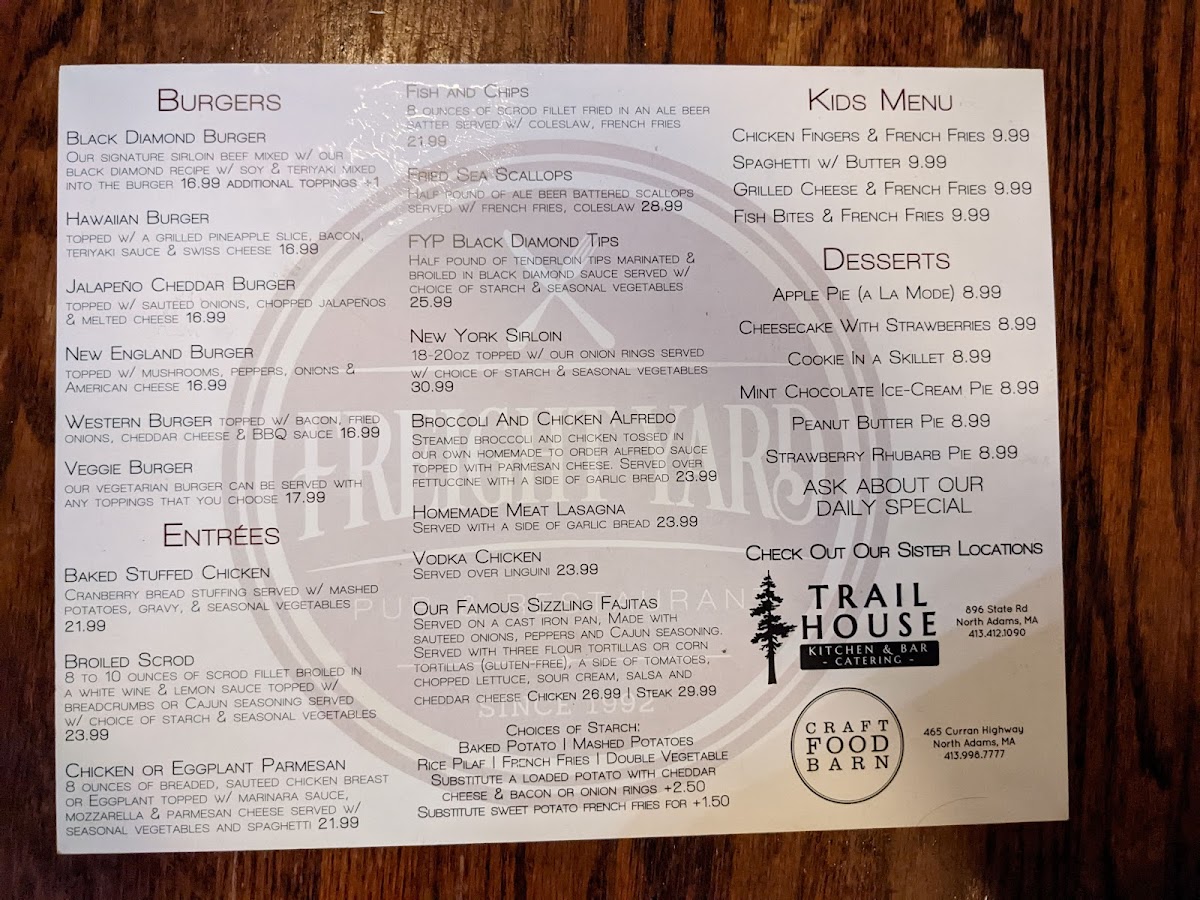 Burgers
Black Diamond Burger
Our signature sirloin beef mixed w/ our
black diamond recipe w/ soy & teriyaki mixed
into the burger 16.99 additional toppings +1
Hawaiian Burger
topped w/ a grilled pineapple slice, bacon,
teriyaki sauce & swiss cheese 16.99
Jalapeño Cheddar Burger
topped w/ sauteed onions, chopped jalapeños
& melted cheese 16.99
New England Burger
topped w/ mushrooms, peppers, onions &
American cheese 16.99
Western Burger topped w/ bacon, fried
onions, cheddar cheese & BBQ sauce 16.99
Veggie Burger
our vegetarian burger can be served with
any toppings that you choose 17.99
Entrées
Baked Stuffed Chicken
Cranberry bread stuffing served w/ mashed
potatoes, gravy, & seasonal vegetables
21.99
Broiled Scrod
8 to 10 ounces of scrod fillet broiled in
a white wine & lemon sauce topped w/
breadcrumbs or Cajun seasoning served
w/ choice of starch & seasonal vegetables
23.99
Chicken or Eggplant Parmesan
8 ounces of breaded, sauteed chicken breast
or Eggplant topped w/ marinara sauce,
mozzarella & parmesan cheese served w/
seasonal vegetables and spaghetti 21.99
Fish and Chips
8 ounces of scrod fillet fried in an ale beer
batter served w/ coleslaw, french fries
21.99
Fried Sea Scallops
Half pound of ale beer battered scallops
served w/ french fries, coleslaw 28.99
FYP Black Diamond Tips
Half pound of tenderloin tips marinated &
broiled in black diamond sauce served w/
choice of starch & seasonal vegetables
25.99
New York Sirloin
18-20oz topped w/ our onion rings served
w/ choice of starch & seasonal vegetables
30.99
Broccoli And Chicken Alfredo
Steamed broccoli and chicken tossed in
our own homemade to order alfredo sauce
topped with parmesan cheese. Served over
fettuccine with a side of garlic bread 23.99
Homemade Meat Lasagna
Served with a side of garlic bread 23.99
Vodka Chicken
Served over linguini 23.99
Our Famous Sizzling Fajitas
Served on a cast iron pan, Made with
sauteed onions, peppers and Cajun seasoning.
Served with three flour tortillas or corn
tortillas (gluten-free), a side of tomatoes,
chopped lettuce, sour cream, salsa and
cheddar cheese Chicken 26.99 | Steak 29.99
Choices of Starch:
Baked Potato | Mashed Potatoes
Rice Pilaf | French Fries | Double Vegetable
Substitute a loaded potato with cheddar
cheese & bacon or onion rings +2.50
Substitute sweet potato french fries for +1.50
FREIGHT YARD
PUB & RESTAURANT
SINCE 1992
Kids Menu
Chicken Fingers & French Fries 9.99
Spaghetti w/ Butter 9.99
Grilled Cheese & French Fries 9.99
Fish Bites & French Fries 9.99
Desserts
Apple Pie (a La Mode) 8.99
Cheesecake With Strawberries 8.99
Cookie In a Skillet 8.99
Mint Chocolate Ice-Cream Pie 8.99
Peanut Butter Pie 8.99
Strawberry Rhubarb Pie 8.99
ASK ABOUT OUR
DAILY SPECIAL
Check Out Our Sister Locations
TRAIL
HOUSE
KITCHEN & BAR
- CATERING -
896 State Rd
North Adams, MA
413.412.1090
CRAFT
FOOD
BARN
465 Curran Highway
North Adams, MA
413.998.7777